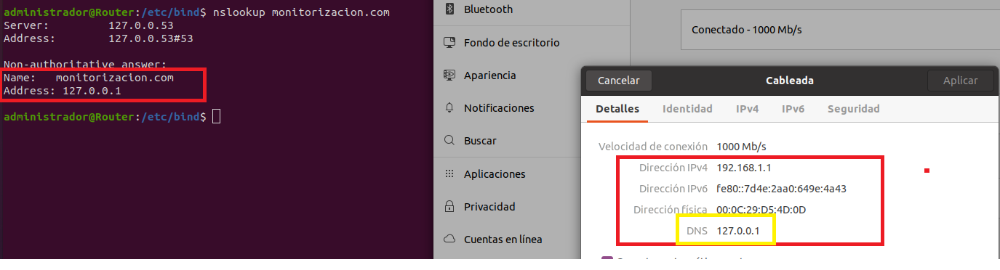 administrador@Router:/etc/bind$ nslookup monitorizacion.com
Server: 127.0.0.53
Address: 127.0.0.53#53
Non-authoritative answer:
Name: monitorizacion.com
Address: 127.0.0.1
administrador@Router:/etc/bind$
Bluetooth
Fondo de escritorio
Apariencia
Notificaciones
Buscar
Aplicaciones
Privacidad
Cuentas en línea
Conectado - 1000 Mb/s
Cancelar Cableada Aplicar
Detalles Identidad IPv4 IPv6 Seguridad
Velocidad de conexión 1000 Mb/s
Dirección IPv4 192.168.1.1
Dirección IPv6 fe80::7d4e:2aa0:649e:4a43
Dirección física 00:0C:29:D5:4D:0D
DNS 127.0.0.1